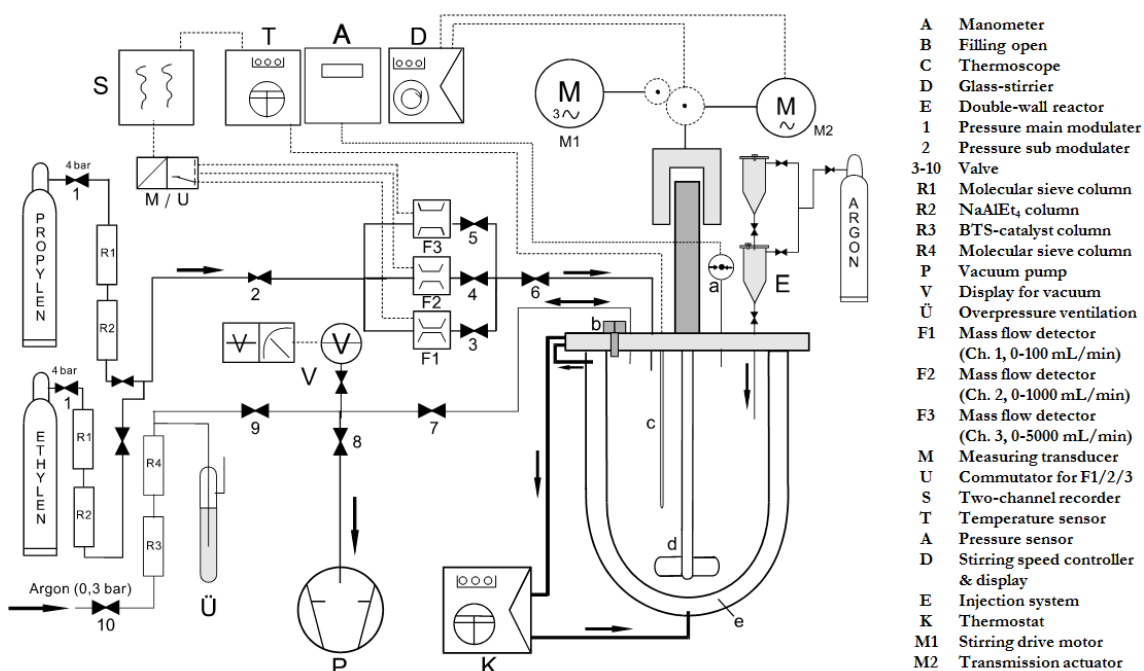 T
A
D
S
M
3
M1
M
M2
M / U
4 bar
1
PROPYLEN
R1
R2
2
F3
5
F2
4
6
F1
3
V
V
V
a
b
E
ARGON
4 bar
1
ETHYLEN
R1
R2
9
7
8
R4
R3
Ü
Argon (0,3 bar)
10
P
K
c
d
e
A Manometer
B Filling open
C Thermoscope
D Glass-stirrier
E Double-wall reactor
1 Pressure main modulater
2 Pressure sub modulater
3-10 Valve
R1 Molecular sieve column
R2 NaAlEt₄ column
R3 BTS-catalyst column
R4 Molecular sieve column
P Vacuum pump
V Display for vacuum
Ü Overpressure ventilation
F1 Mass flow detector
(Ch. 1, 0-100 mL/min)
F2 Mass flow detector
(Ch. 2, 0-1000 mL/min)
F3 Mass flow detector
(Ch. 3, 0-5000 mL/min)
M Measuring transducer
U Commutator for F1/2/3
S Two-channel recorder
T Temperature sensor
A Pressure sensor
D Stirring speed controller
& display
E Injection system
K Thermostat
M1 Stirring drive motor
M2 Transmission actuator